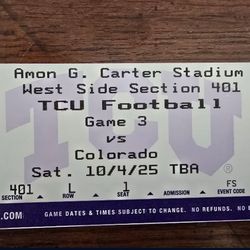 Amon G. Carter Stadium
West Side Section 401
TCU Football
Game 3
vs
Colorado
Sat. 10/4/25 TBA
401 L 1 FS
SECTION ROW SEAT ADMISSION EVENT CODE
.COM GAME DATES & TIMES SUBJECT TO CHANGE. NO REFUNDS. NO EX